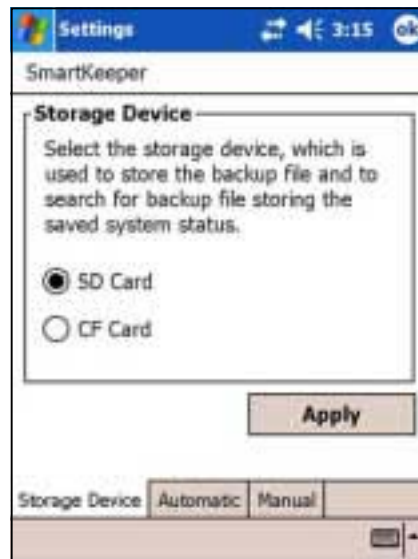 Settings 3:15 ok
SmartKeeper
Storage Device
Select the storage device, which is
used to store the backup file and to
search for backup file storing the
saved system status.
SD Card
CF Card
Apply
Storage Device Automatic Manual